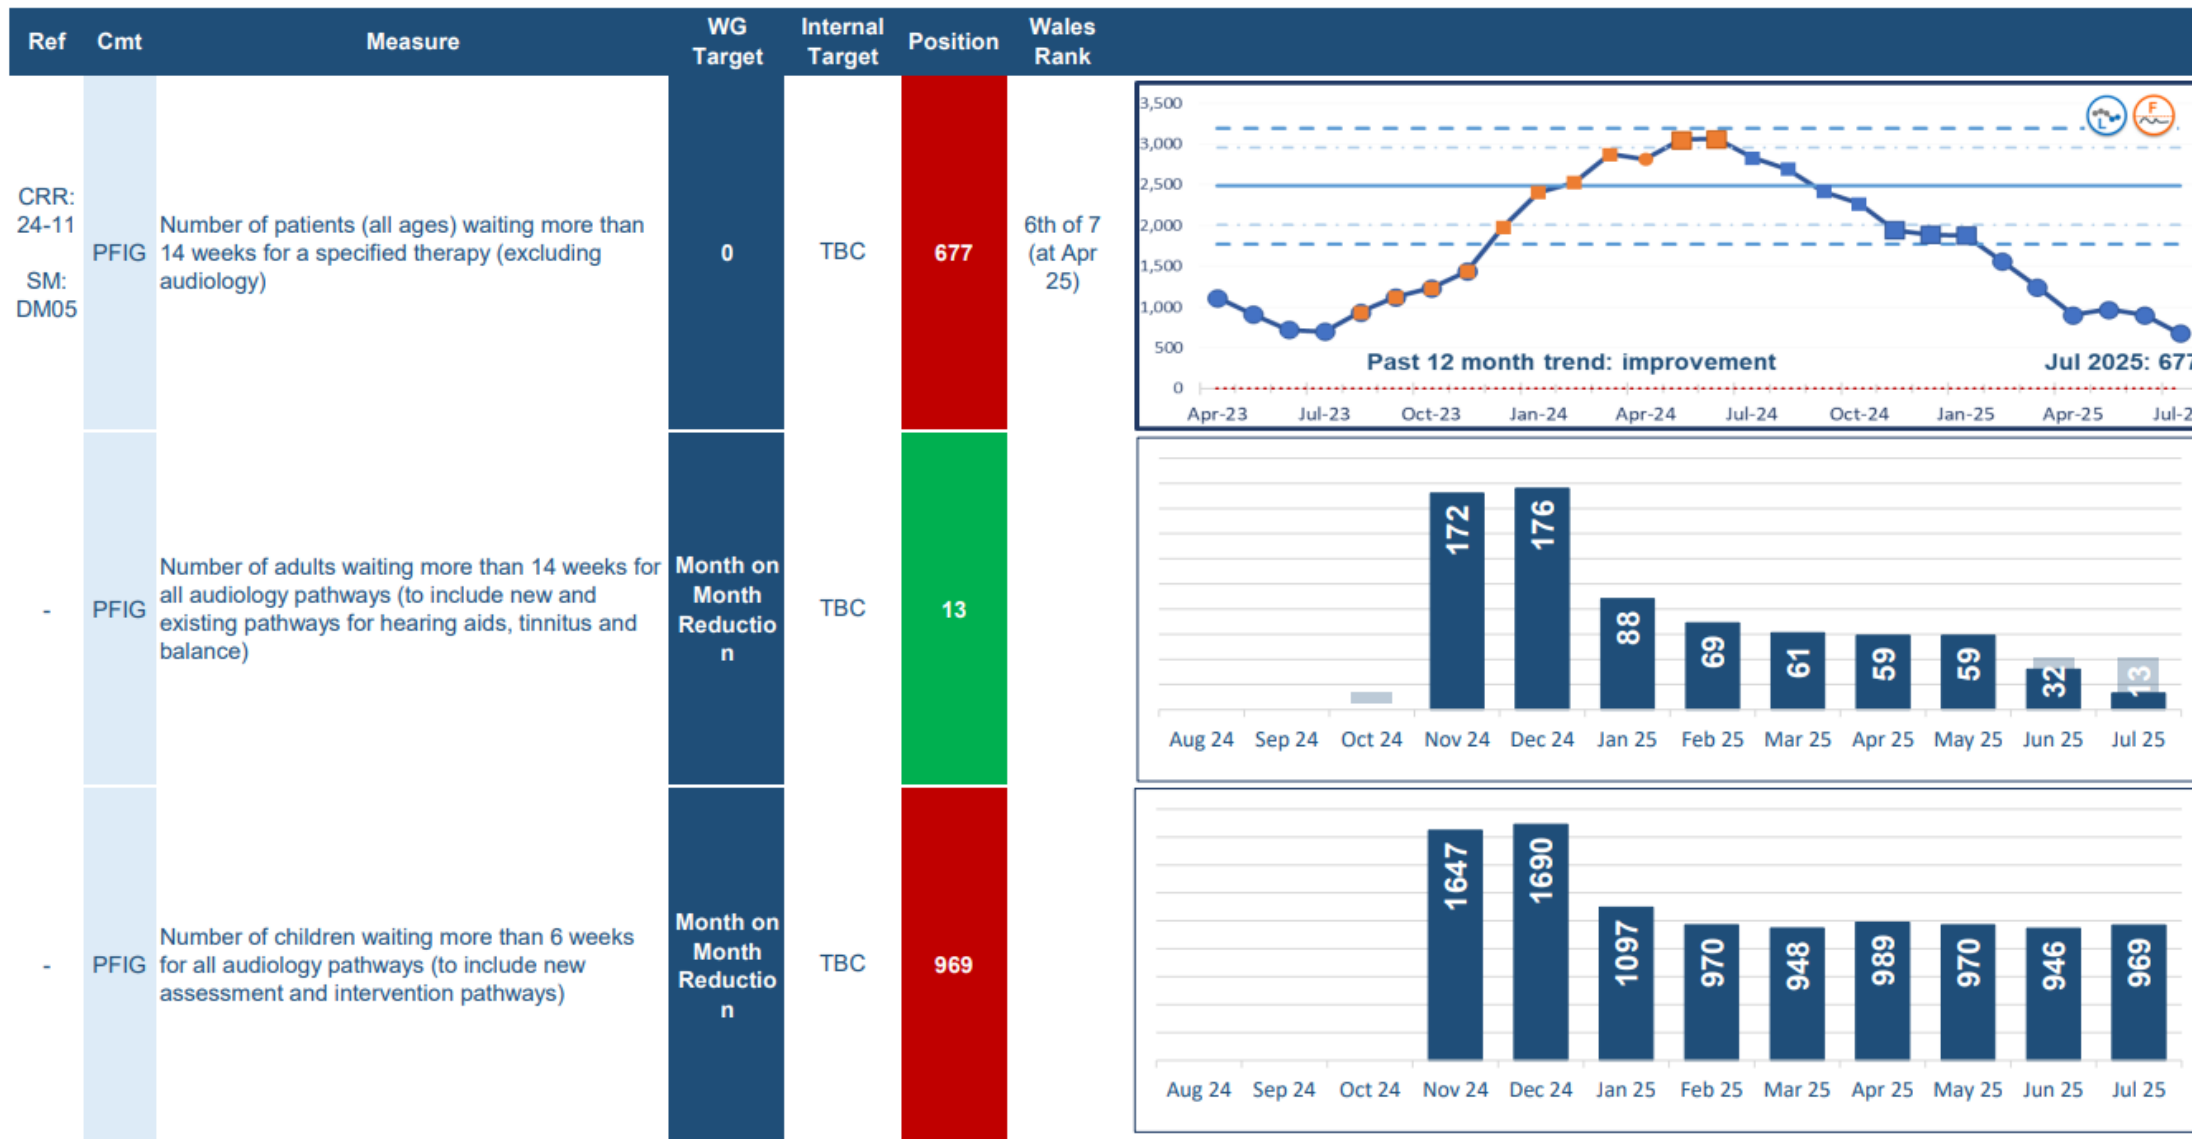 Ref Cmt Measure WG Target Internal Target Position Wales Rank
CRR:
24-11
SM:
DM05
PFIG
Number of patients (all ages) waiting more than
14 weeks for a specified therapy (excluding
audiology)
0
TBC
677
6th of 7
(at Apr
25)
3,500
3,000
2,500
2,000
1,500
1,000
500
0
L
F
Past 12 month trend: improvement
Jul 2025: 677
Apr-23 Jul-23 Oct-23 Jan-24 Apr-24 Jul-24 Oct-24 Jan-25 Apr-25 Jul-2
-
PFIG
Number of adults waiting more than 14 weeks for
all audiology pathways (to include new and
existing pathways for hearing aids, tinnitus and
balance)
Month on
Month
Reductio
n
TBC
13
172 176 88 69 61 59 59 32 13
Aug 24 Sep 24 Oct 24 Nov 24 Dec 24 Jan 25 Feb 25 Mar 25 Apr 25 May 25 Jun 25 Jul 25
-
PFIG
Number of children waiting more than 6 weeks
for all audiology pathways (to include new
assessment and intervention pathways)
Month on
Month
Reductio
n
TBC
969
1647 1690 1097 970 948 989 970 946 969
Aug 24 Sep 24 Oct 24 Nov 24 Dec 24 Jan 25 Feb 25 Mar 25 Apr 25 May 25 Jun 25 Jul 25